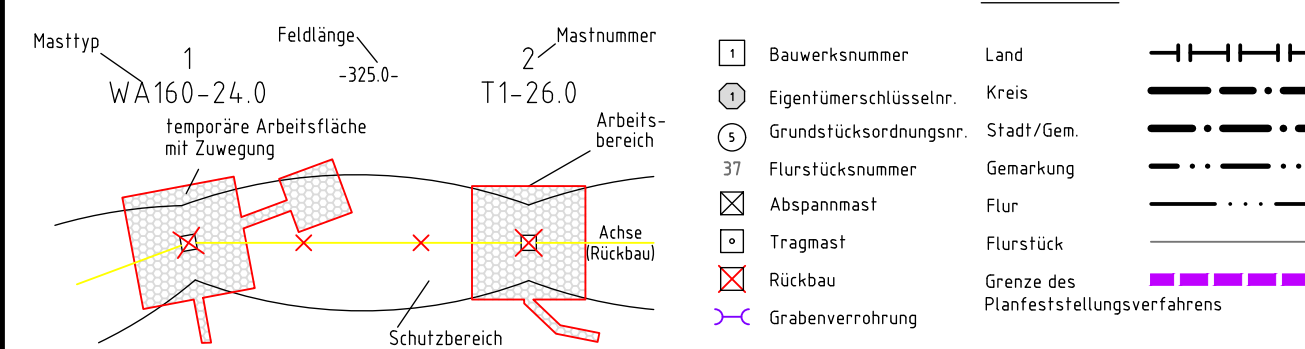 Masttyp
1
WA160-24.0
Feldlänge
-325.0-
2
Mastnummer
T1-26.0
temporäre Arbeitsfläche
mit Zuwegung
Arbeits-
bereich
Achse
(Rückbau)
Schutzbereich
1 Bauwerksnummer
1 Eigentümerschlüsselnr.
5 Grundstücksordnungsnr.
37 Flurstücksnummer
Abspannmast
Tragmast
Rückbau
Grabenverrohrung
Land
Kreis
Stadt/Gem.
Gemarkung
Flur
Flurstück
Grenze des
Planfeststellungsverfahrens